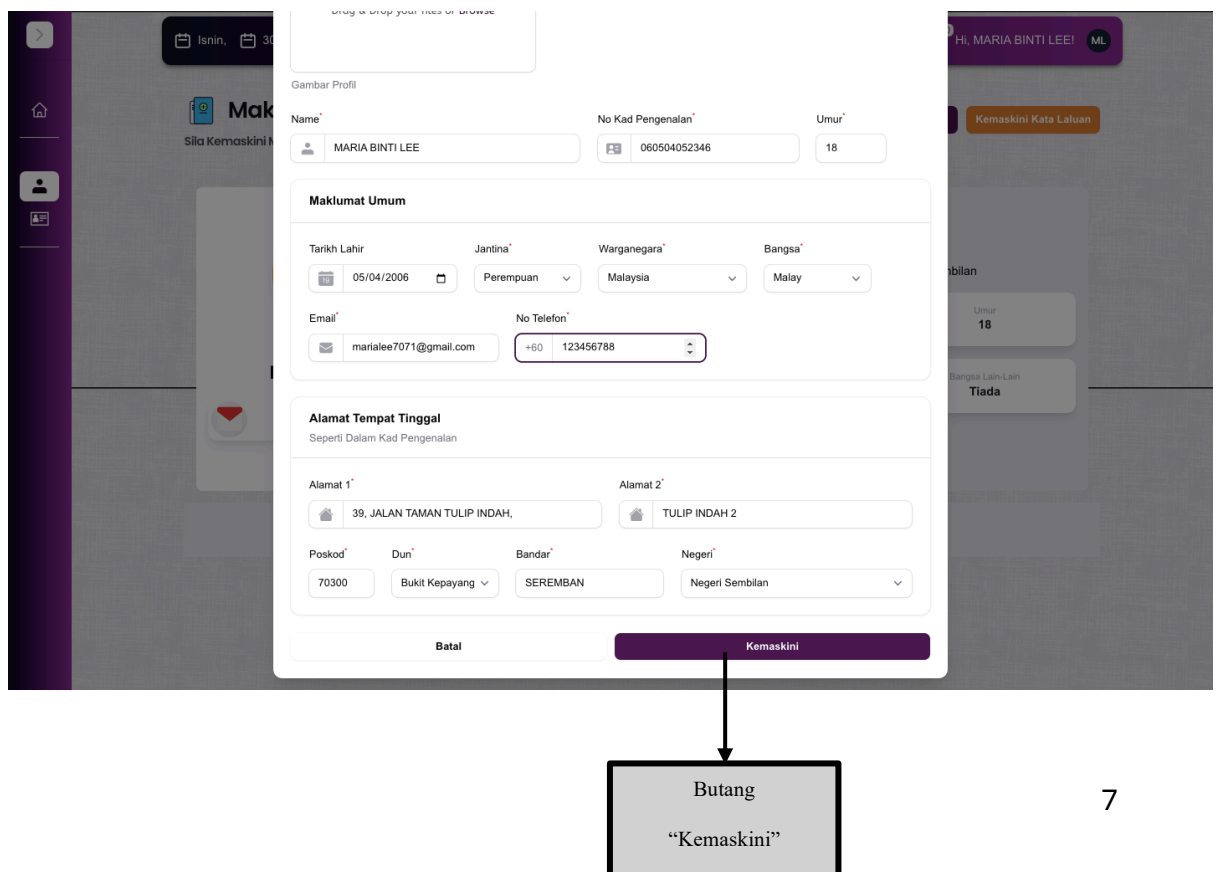 Drag & Drop your files or Browse
Isnin, 30
Hi, MARIA BINTI LEE! ML
Gambar Profil
Mak
Sila Kemaskini M
Kemaskini Kata Laluan
Name* No Kad Pengenalan* Umur*
MARIA BINTI LEE 060504052346 18
Maklumat Umum
Tarikh Lahir Jantina* Warganegara* Bangsa*
19 05/04/2006 Perempuan Malaysia Malay
nbilan
Email* No Telefon*
marialee7071@gmail.com +60 123456788
Umur
18
Bangsa Lain-Lain
Tiada
Alamat Tempat Tinggal
Seperti Dalam Kad Pengenalan
Alamat 1* Alamat 2*
39, JALAN TAMAN TULIP INDAH, TULIP INDAH 2
Poskod* Dun* Bandar* Negeri*
70300 Bukit Kepayang SEREMBAN Negeri Sembilan
Batal Kemaskini
Butang
“Kemaskini”
7